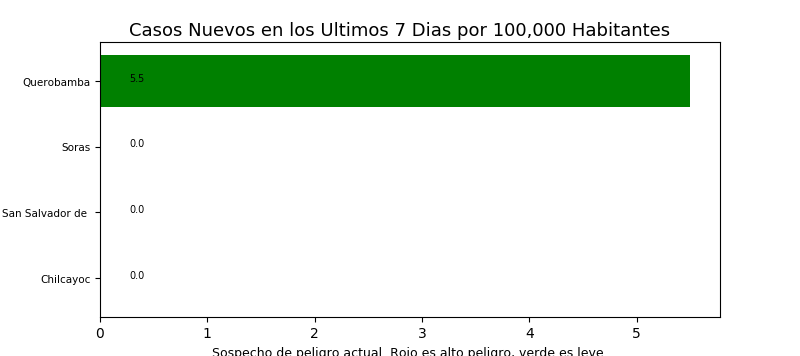 Casos Nuevos en los Ultimos 7 Dias por 100,000 Habitantes
Querobamba
5.5
Soras
0.0
San Salvador de
0.0
Chilcayoc
0.0
0 1 2 3 4 5
Sospecho de peligro actual. Rojo es alto peligro, verde es leve